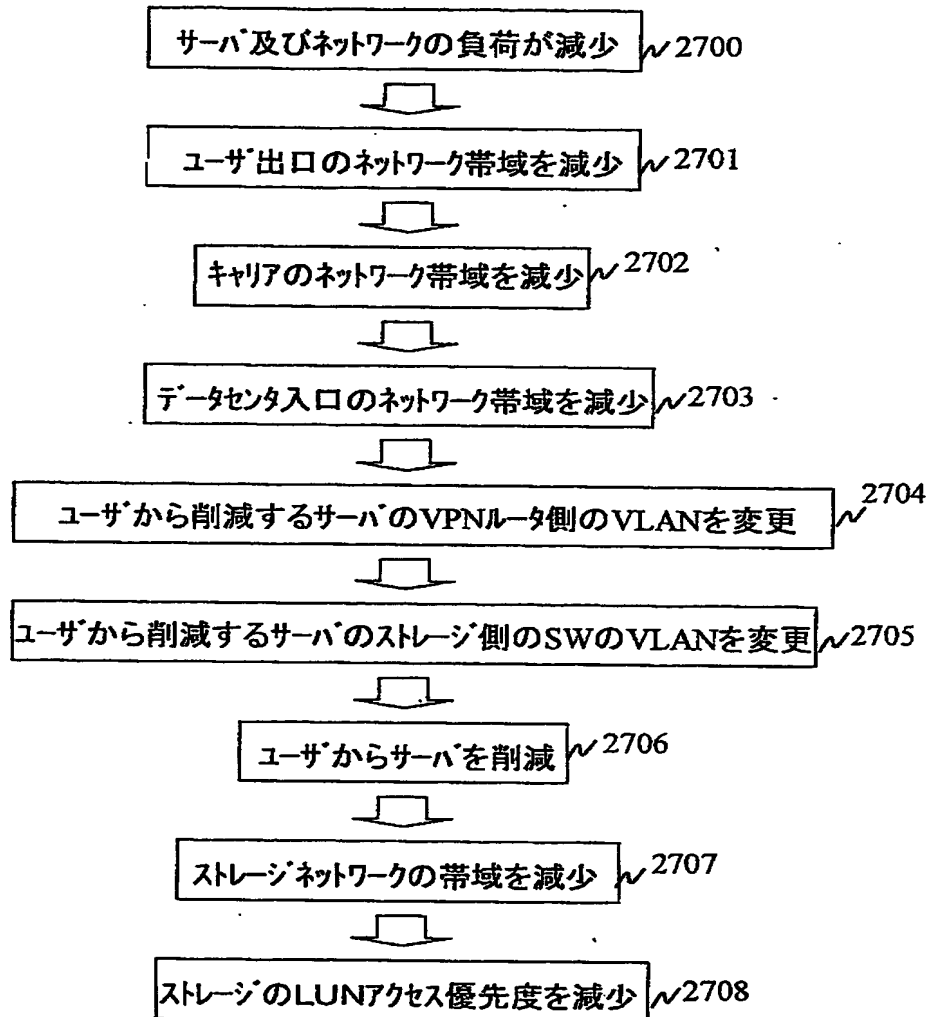 サーバ及びネットワークの負荷が減少 2700
ユーザ出口のネットワーク帯域を減少 2701
キャリアのネットワーク帯域を減少 2702
データセンタ入口のネットワーク帯域を減少 2703
ユーザから削減するサーバのVPNルータ側のVLANを変更 2704
ユーザから削減するサーバのストレージ側のSWのVLANを変更 2705
ユーザからサーバを削減 2706
ストレージネットワークの帯域を減少 2707
ストレージのLUNアクセス優先度を減少 2708